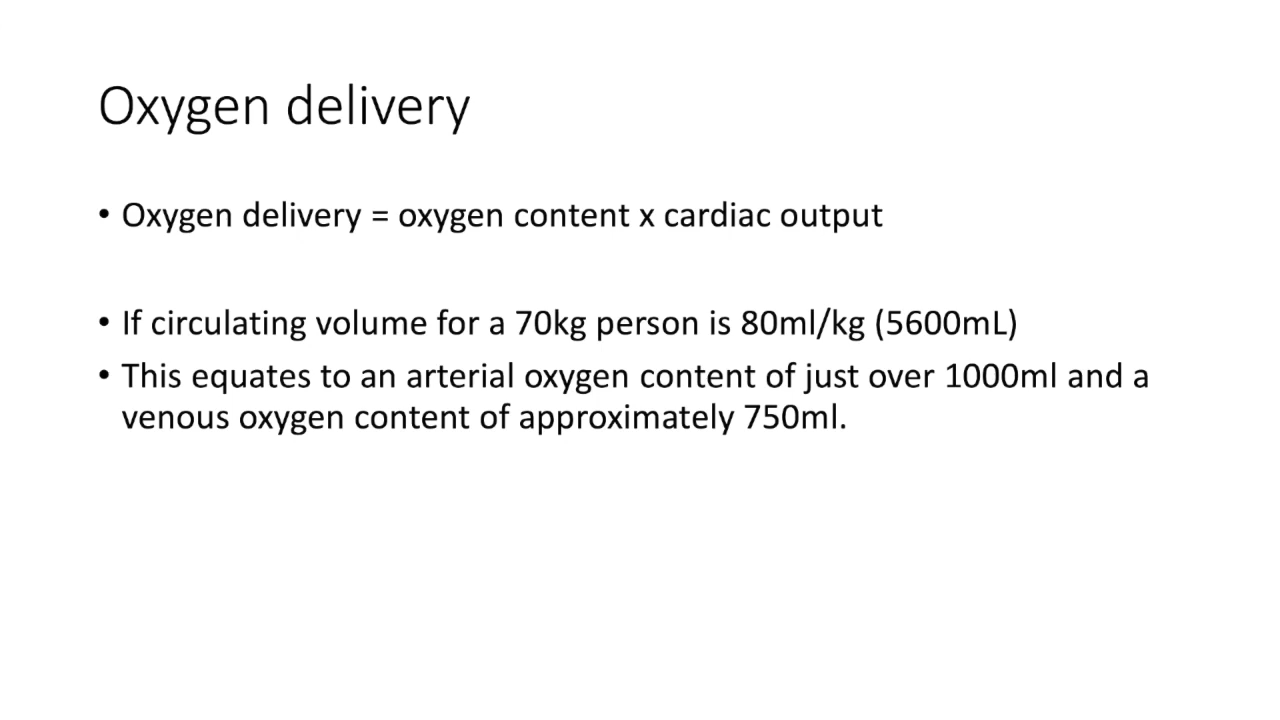 Oxygen delivery
• Oxygen delivery = oxygen content x cardiac output
• If circulating volume for a 70kg person is 80ml/kg (5600mL)
• This equates to an arterial oxygen content of just over 1000ml and a
venous oxygen content of approximately 750ml.